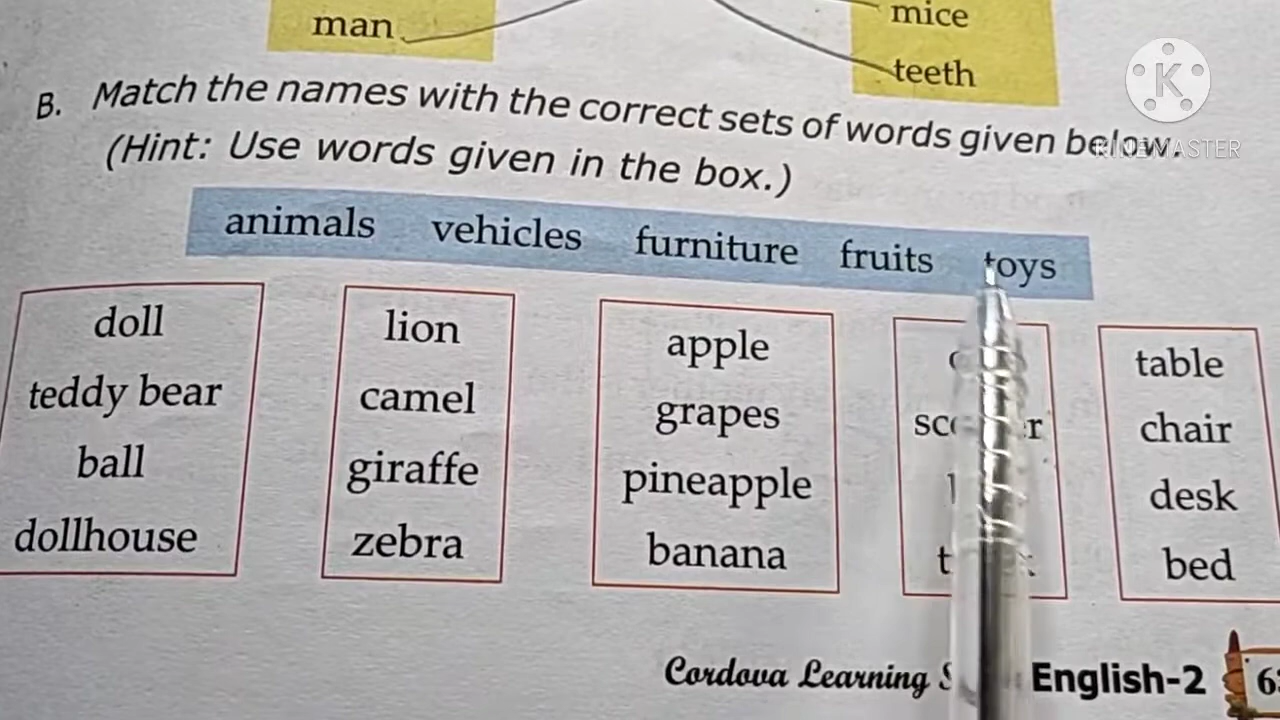 man
mice
teeth
B. Match the names with the correct sets of words given below.
(Hint: Use words given in the box.)
animals vehicles furniture fruits toys
doll
teddy bear
ball
dollhouse
lion
camel
giraffe
zebra
apple
grapes
pineapple
banana
table
chair
desk
bed
Cordova Learning English-2
K
KINEMASTER